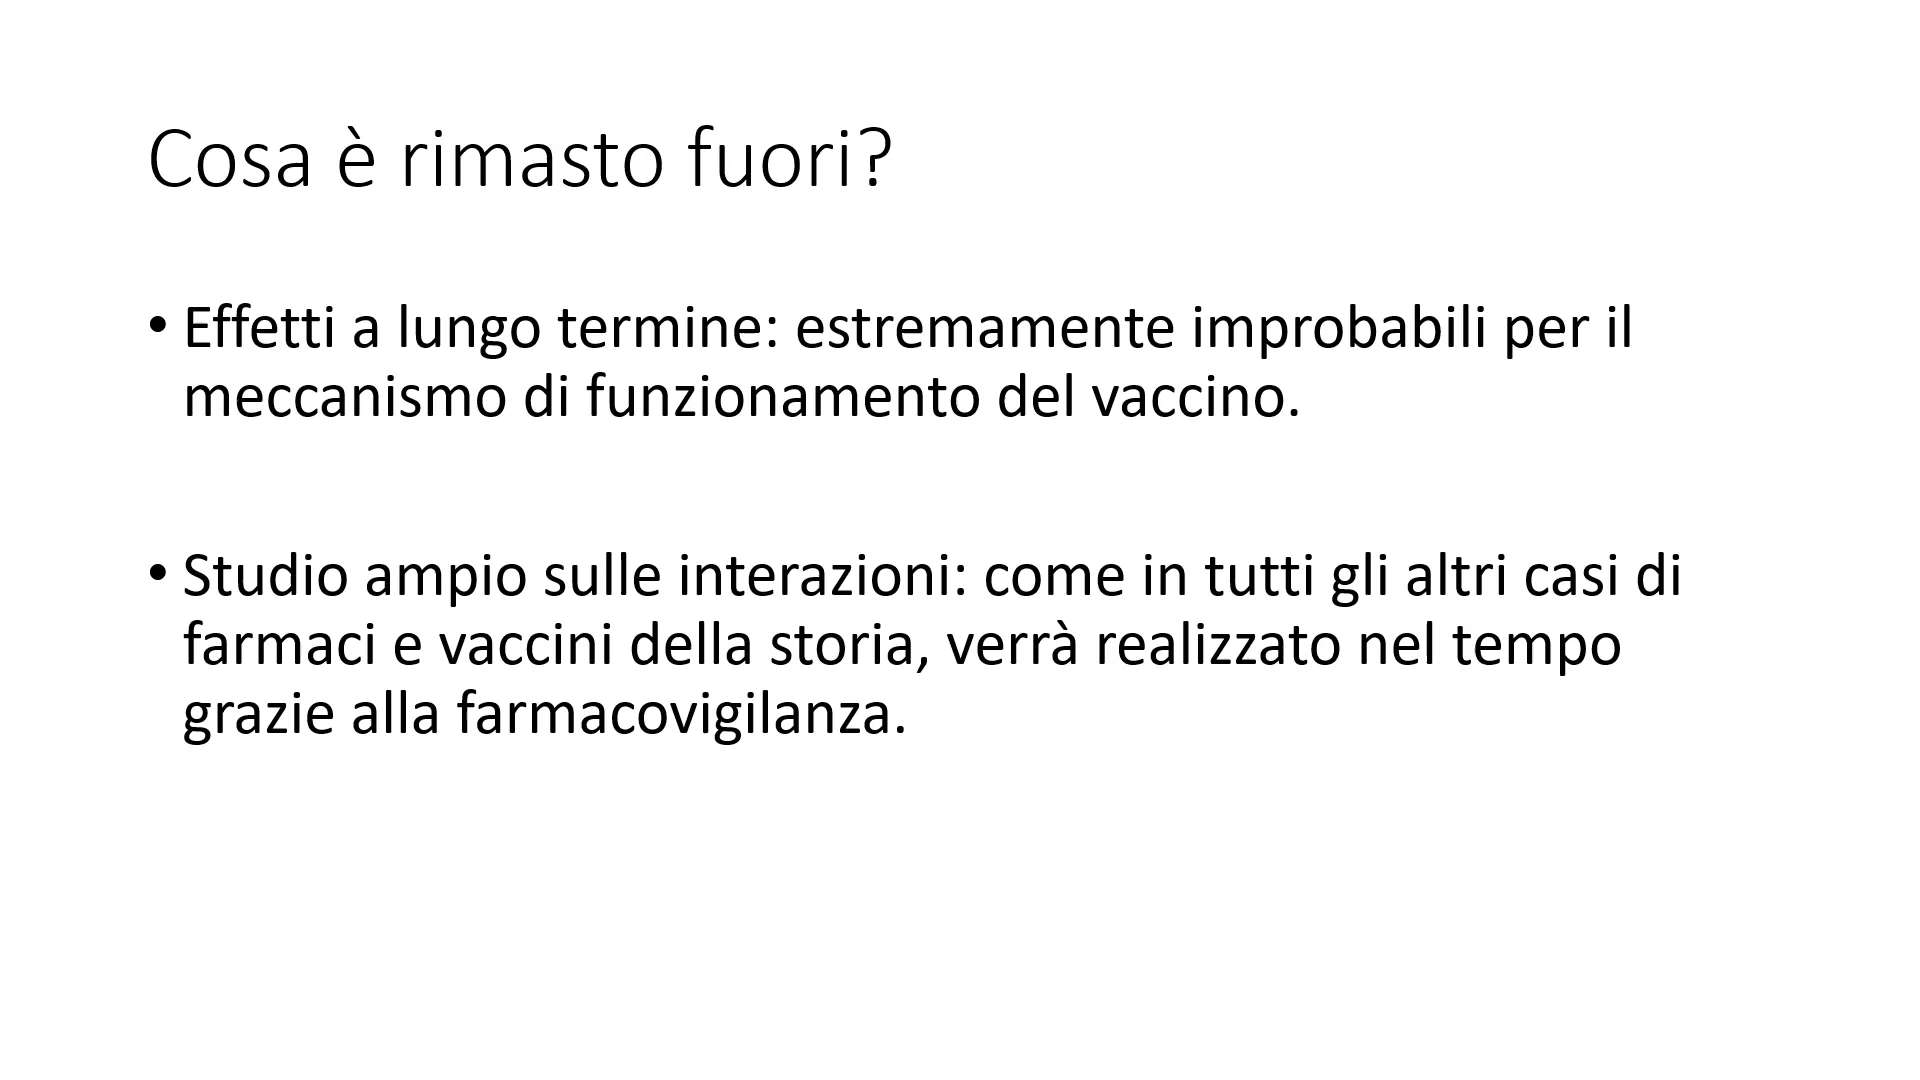 Cosa è rimasto fuori?
• Effetti a lungo termine: estremamente improbabili per il
meccanismo di funzionamento del vaccino.
• Studio ampio sulle interazioni: come in tutti gli altri casi di
farmaci e vaccini della storia, verrà realizzato nel tempo
grazie alla farmacovigilanza.